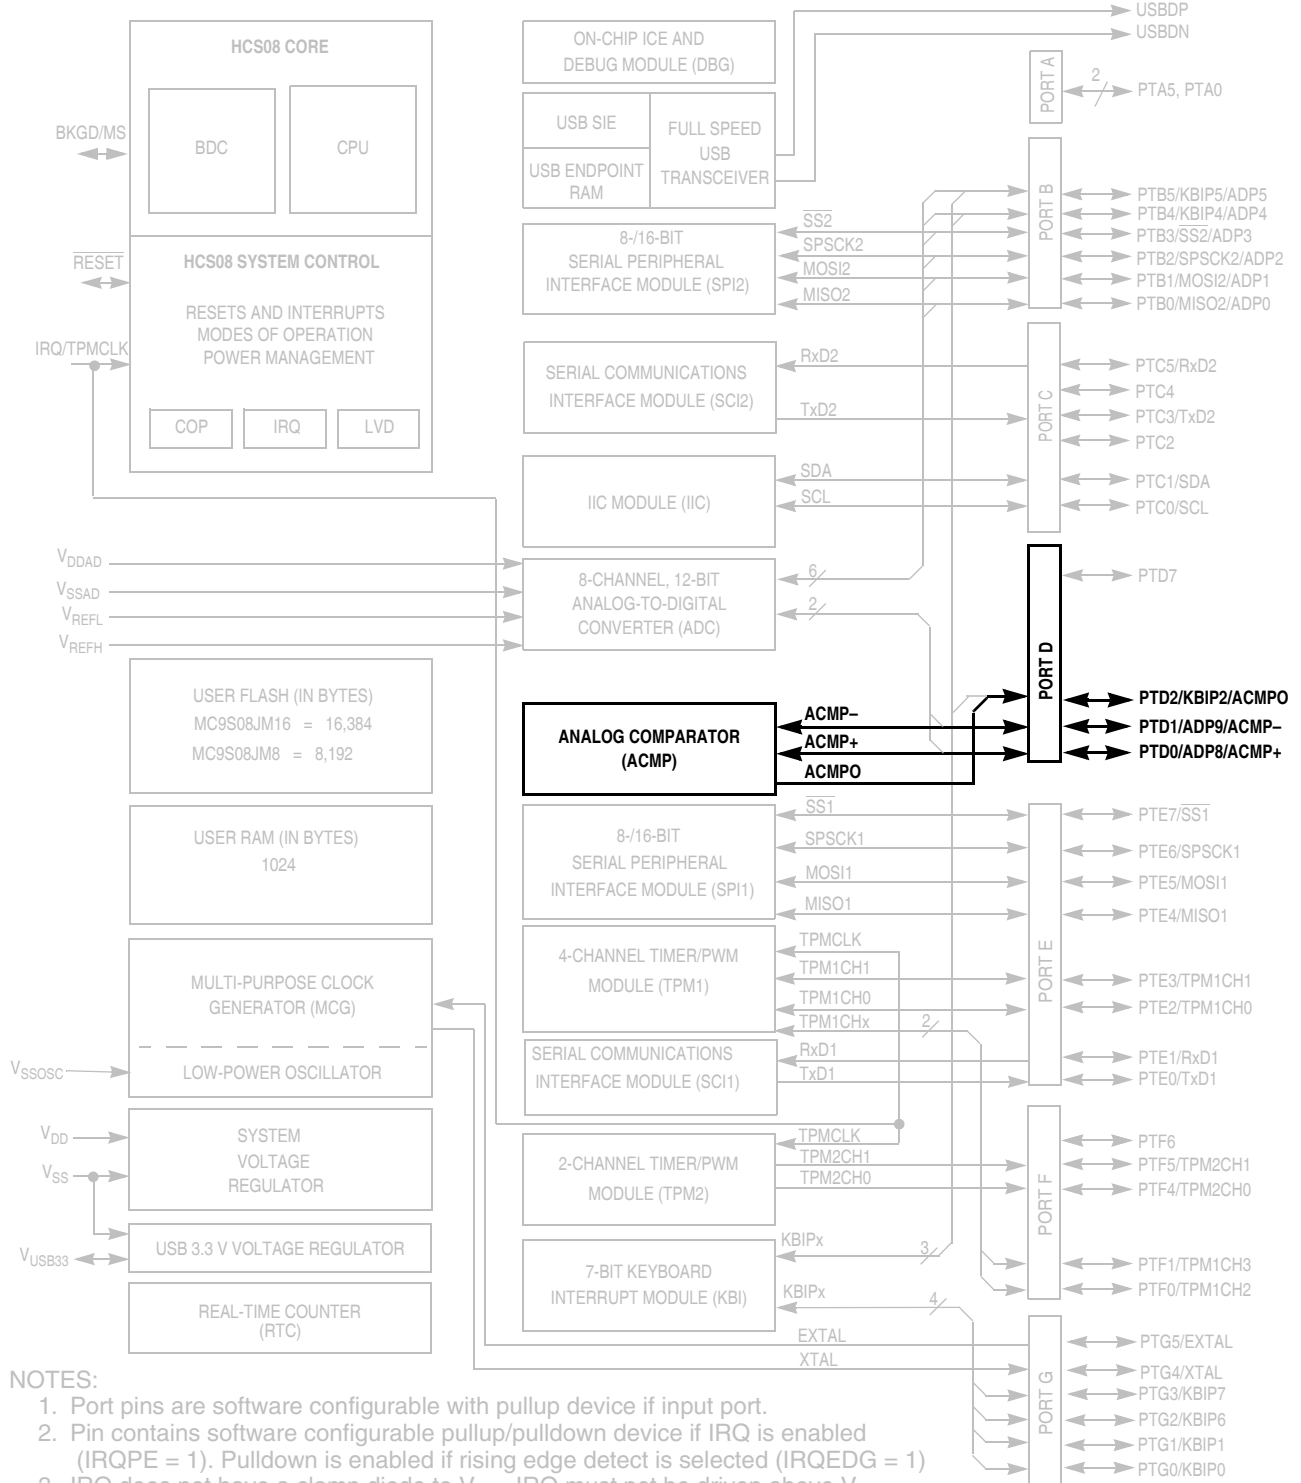 HCS08 CORE
BDC
CPU
BKGD/MS
RESET
HCS08 SYSTEM CONTROL
RESETS AND INTERRUPTS
MODES OF OPERATION
POWER MANAGEMENT
IRQ/TPMCLK
COP
IRQ
LVD
VDDAD
VSSAD
VREFL
VREFH
USER FLASH (IN BYTES)
MC9S08JM16 = 16,384
MC9S08JM8 = 8,192
USER RAM (IN BYTES)
1024
MULTI-PURPOSE CLOCK
GENERATOR (MCG)
LOW-POWER OSCILLATOR
VSSOSC
VDD
VSS
SYSTEM
VOLTAGE
REGULATOR
VUSB33
USB 3.3 V VOLTAGE REGULATOR
REAL-TIME COUNTER
(RTC)
ON-CHIP ICE AND
DEBUG MODULE (DBG)
USB SIE
USB ENDPOINT
RAM
FULL SPEED
USB
TRANSCEIVER
8-/16-BIT
SERIAL PERIPHERAL
INTERFACE MODULE (SPI2)
SS2
SPSCK2
MOSI2
MISO2
SERIAL COMMUNICATIONS
INTERFACE MODULE (SCI2)
RxD2
TxD2
IIC MODULE (IIC)
SDA
SCL
8-CHANNEL, 12-BIT
ANALOG-TO-DIGITAL
CONVERTER (ADC)
6
2
ANALOG COMPARATOR
(ACMP)
ACMP–
ACMP+
ACMPO
8-/16-BIT
SERIAL PERIPHERAL
INTERFACE MODULE (SPI1)
SS1
SPSCK1
MOSI1
MISO1
4-CHANNEL TIMER/PWM
MODULE (TPM1)
TPMCLK
TPM1CH1
TPM1CH0
TPM1CHx
2
SERIAL COMMUNICATIONS
INTERFACE MODULE (SCI1)
RxD1
TxD1
2-CHANNEL TIMER/PWM
MODULE (TPM2)
TPMCLK
TPM2CH1
TPM2CH0
7-BIT KEYBOARD
INTERRUPT MODULE (KBI)
KBIPx
3
KBIPx
4
EXTAL
XTAL
USBDP
USBDN
PORT A
2
PTA5, PTA0
PORT B
PTB5/KBIP5/ADP5
PTB4/KBIP4/ADP4
PTB3/SS2/ADP3
PTB2/SPSCK2/ADP2
PTB1/MOSI2/ADP1
PTB0/MISO2/ADP0
PORT C
PTC5/RxD2
PTC4
PTC3/TxD2
PTC2
PTC1/SDA
PTC0/SCL
PORT D
PTD7
PTD2/KBIP2/ACMPO
PTD1/ADP9/ACMP–
PTD0/ADP8/ACMP+
PORT E
PTE7/SS1
PTE6/SPSCK1
PTE5/MOSI1
PTE4/MISO1
PTE3/TPM1CH1
PTE2/TPM1CH0
PTE1/RxD1
PTE0/TxD1
PORT F
PTF6
PTF5/TPM2CH1
PTF4/TPM2CH0
PTF1/TPM1CH3
PTF0/TPM1CH2
PORT G
PTG5/EXTAL
PTG4/XTAL
PTG3/KBIP7
PTG2/KBIP6
PTG1/KBIP1
PTG0/KBIP0
NOTES:
1. Port pins are software configurable with pullup device if input port.
2. Pin contains software configurable pullup/pulldown device if IRQ is enabled
(IRQPE = 1). Pulldown is enabled if rising edge detect is selected (IRQEDG = 1)
3. IRQ does not have a clamp diode to V IRQ must not be driven above V